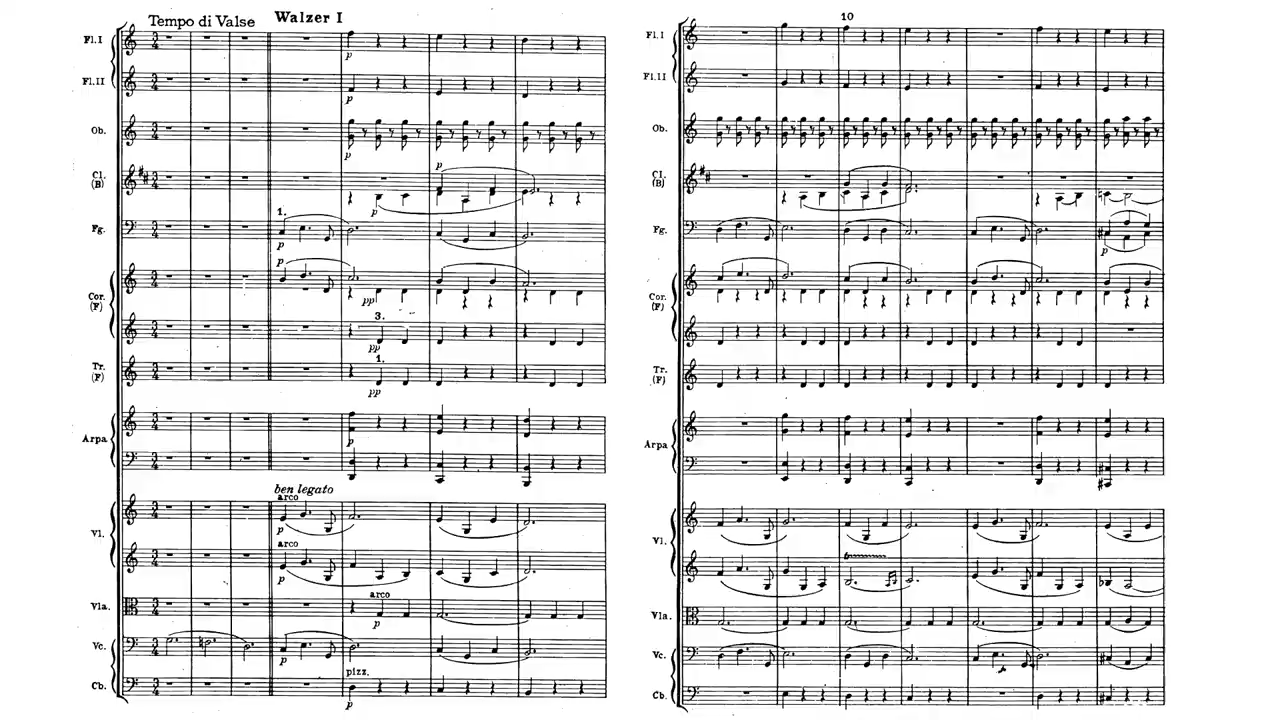 Tempo di Valse Walzer I
Fl.I
p
Fl.II
p
Ob.
p
Cl.
(B)
p
p
Fg.
1.
p
Cor.
(F)
p
pp
3.
pp
Tr.
(F)
1.
pp
Arpa
p
ben legato
arco
Vl.
p
arco
p
Vla.
arco
p
Vc.
p
Cb.
pizz.
p
10
Fl.I
Fl.II
Ob.
Cl.
(B)
Fg.
p
Cor.
(F)
Tr.
(F)
Arpa
Vl.
Vla.
Vc.
Cb.